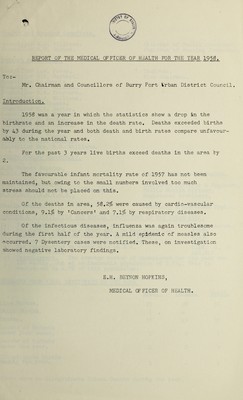 REPORT OF THE MEDICAL OFFICER OF HEALTH FOR THE YEAR 1958.
To:-
Mr. Chairman and Councillors of Burry Port Urban District Council.
Introduction.
1958 was a year in which the statistics show a drop in the
birthrate and an increase in the death rate. Deaths exceeded births
by 43 during the year and both death and birth rates compare unfavour-
ably to the national rates.
For the past 3 years live births exceed deaths in the area by
2.
The favourable infant mortality rate of 1957 has not been
maintained, but owing to the small numbers involved too much
stress should not be placed on this.
Of the deaths in area, 58.2% were caused by cardio-vascular
conditions, 9.1% by 'Cancers' and 7.1% by respiratory diseases.
Of the infectious diseases, influenza was again troublesome
during the first half of the year. A mild epidemic of measles also
occurred. 7 Dysentery cases were notified. These, on investigation
showed negative laboratory findings.
E.H. BEYNON HOPKINS,
MEDICAL OFFICER OF HEALTH.